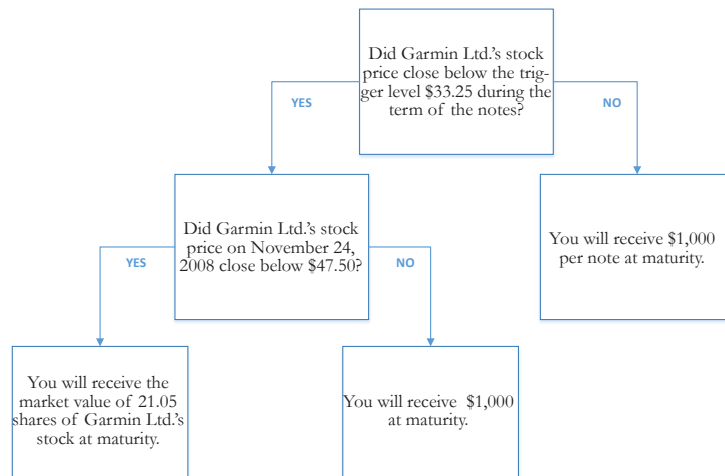 Did Garmin Ltd.'s stock
price close below the trig-
ger level $33.25 during the
term of the notes?
YES
NO
Did Garmin Ltd.'s stock
price on November 24,
2008 close below $47.50?
You will receive $1,000
per note at maturity.
YES
NO
You will receive the
market value of 21.05
shares of Garmin Ltd.'s
stock at maturity.
You will receive $1,000
at maturity.